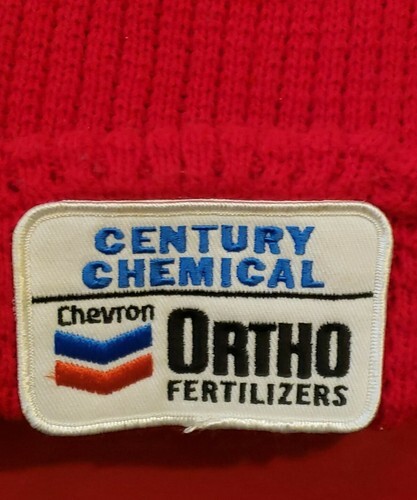 CENTURY
CHEMICAL
Chevron
ORTHO
FERTILIZERS